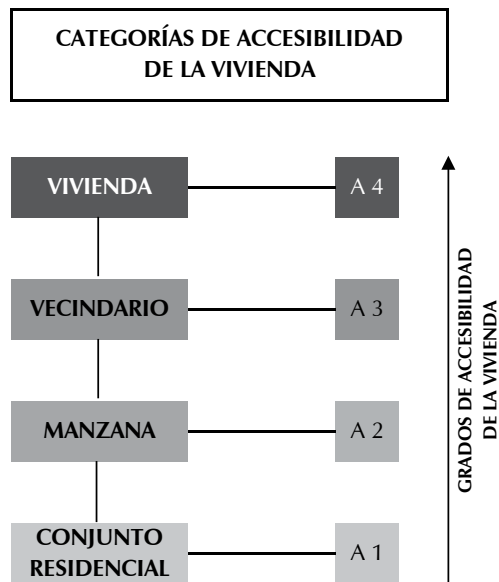 CATEGORÍAS DE ACCESIBILIDAD
DE LA VIVIENDA
VIVIENDA
A 4
VECINDARIO
A 3
MANZANA
A 2
CONJUNTO
RESIDENCIAL
A 1
GRADOS DE ACCESIBILIDAD
DE LA VIVIENDA